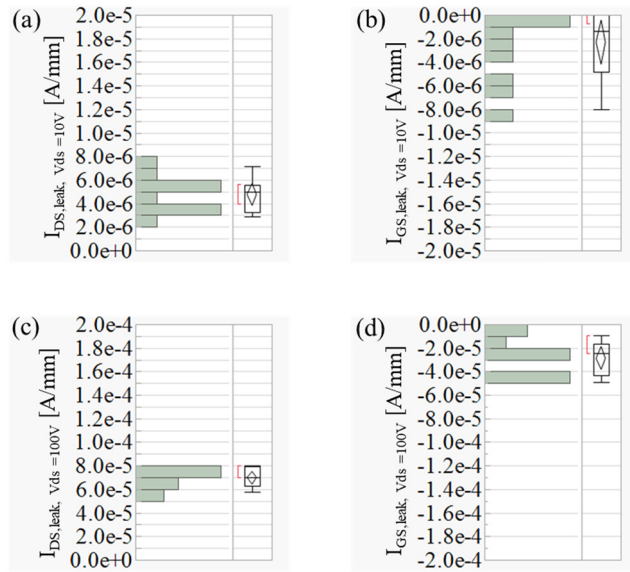 (a)
I_DS,leak, Vds =10V [A/mm]
2.0e-5
1.8e-5
1.6e-5
1.4e-5
1.2e-5
1.0e-5
8.0e-6
6.0e-6
4.0e-6
2.0e-6
0.0e+0
(b)
I_GS,leak, Vds =10V [A/mm]
0.0e+0
-2.0e-6
-4.0e-6
-6.0e-6
-8.0e-6
-1.0e-5
-1.2e-5
-1.4e-5
-1.6e-5
-1.8e-5
-2.0e-5
(c)
I_DS,leak, Vds =100V [A/mm]
2.0e-4
1.8e-4
1.6e-4
1.4e-4
1.2e-4
1.0e-4
8.0e-5
6.0e-5
4.0e-5
2.0e-5
0.0e+0
(d)
I_GS,leak, Vds =100V [A/mm]
0.0e+0
-2.0e-5
-4.0e-5
-6.0e-5
-8.0e-5
-1.0e-4
-1.2e-4
-1.4e-4
-1.6e-4
-1.8e-4
-2.0e-4